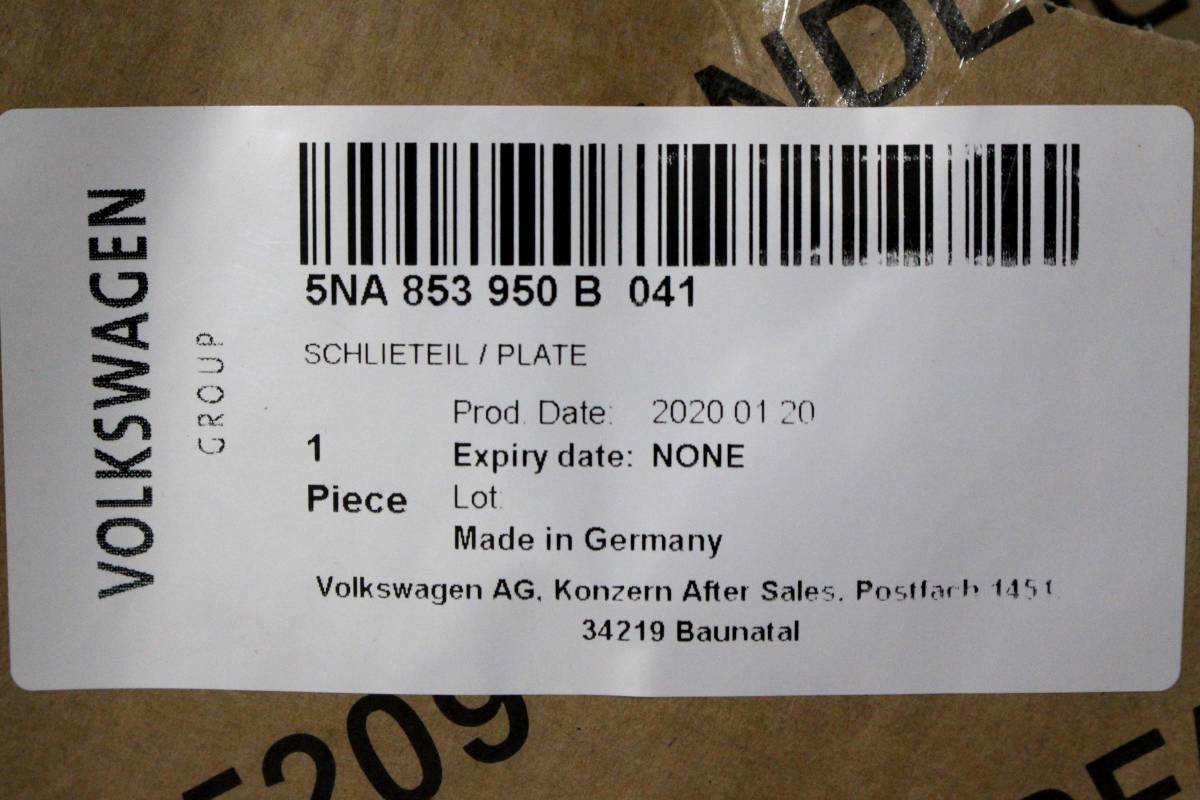 VOLKSWAGEN
GROUP
5NA 853 950 B 041
SCHLIETEIL / PLATE
Prod. Date: 2020 01 20
1
Expiry date: NONE
Piece
Lot:
Made in Germany
Volkswagen AG, Konzern After Sales, Postfach 1451
34219 Baunatal